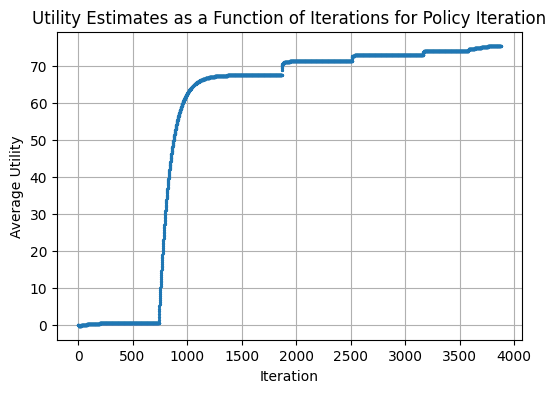 Utility Estimates as a Function of Iterations for Policy Iteration
Average Utility
70
60
50
40
30
20
10
0
0 500 1000 1500 2000 2500 3000 3500 4000
Iteration